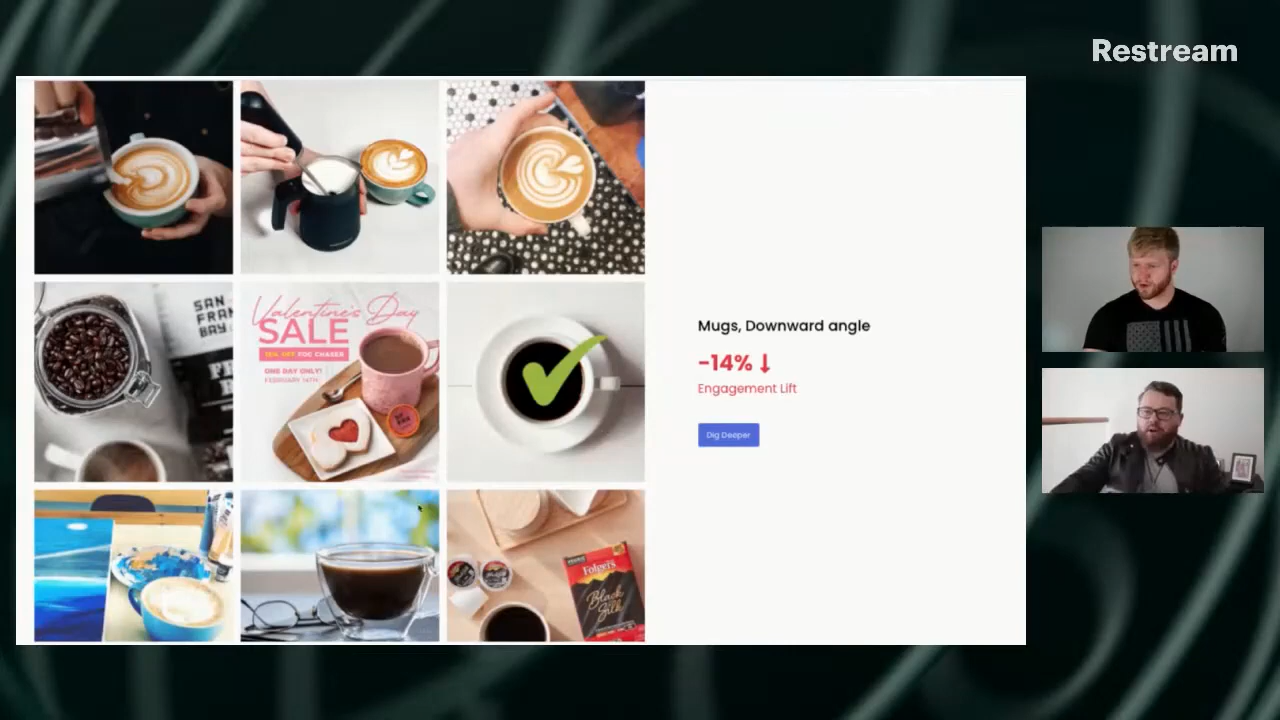 Restream
SAN
FRAN
BAY
Valentine's Day
SALE
15% OFF FOG CHASER
ONE DAY ONLY!
FEBRUARY 14TH
Folgers
Black
Silk
Mugs, Downward angle
-14% ↓
Engagement Lift
Dig Deeper